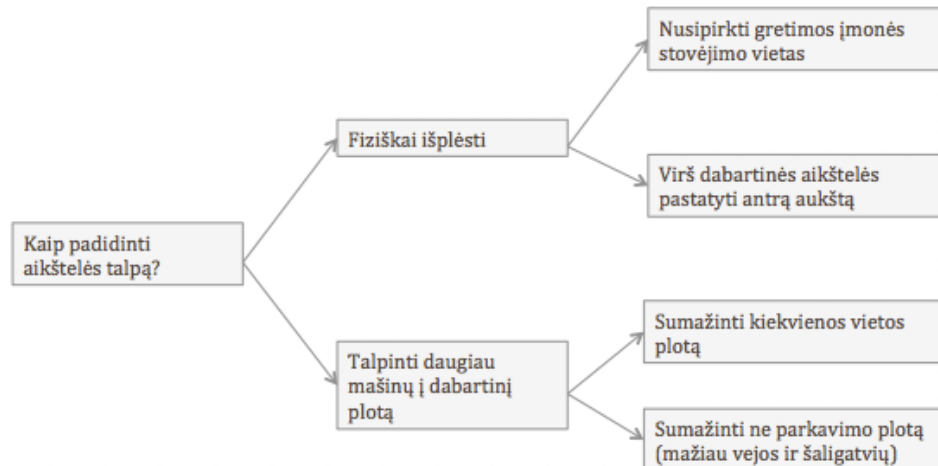 Kaip padidinti
aikštelės talpą?
Fiziškai išplėsti
Nusipirkti gretimos įmonės
stovėjimo vietas
Virš dabartinės aikštelės
pastatyti antrą aukštą
Talpinti daugiau
mašinų į dabartinį
plotą
Sumažinti kiekvienos vietos
plotą
Sumažinti ne parkavimo plotą
(mažiau vejos ir šaligatvių)